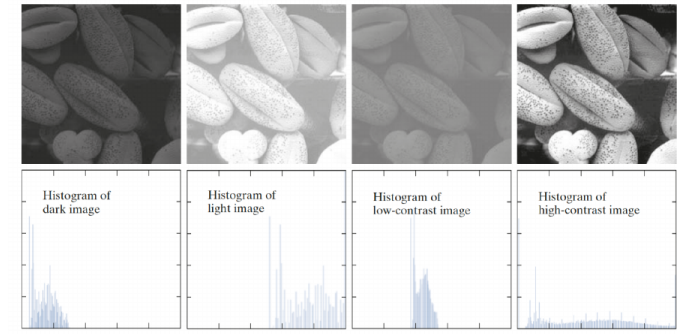 Histogram of
dark image
Histogram of
light image
Histogram of
low-contrast image
Histogram of
high-contrast image